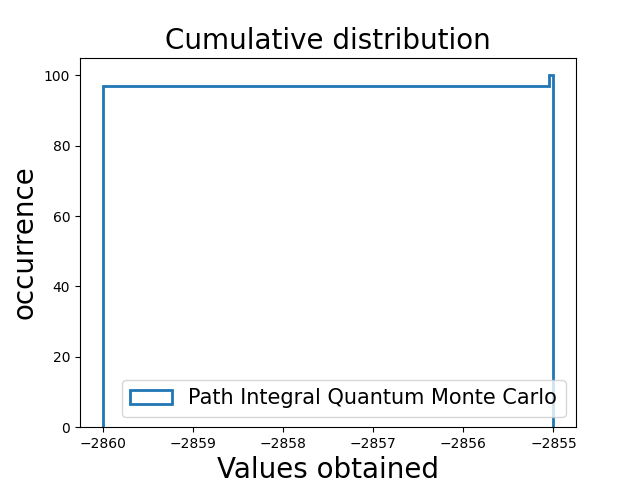 Cumulative distribution
occurrence
100
80
60
40
20
0
Path Integral Quantum Monte Carlo
−2860 −2859 −2858 −2857 −2856 −2855
Values obtained